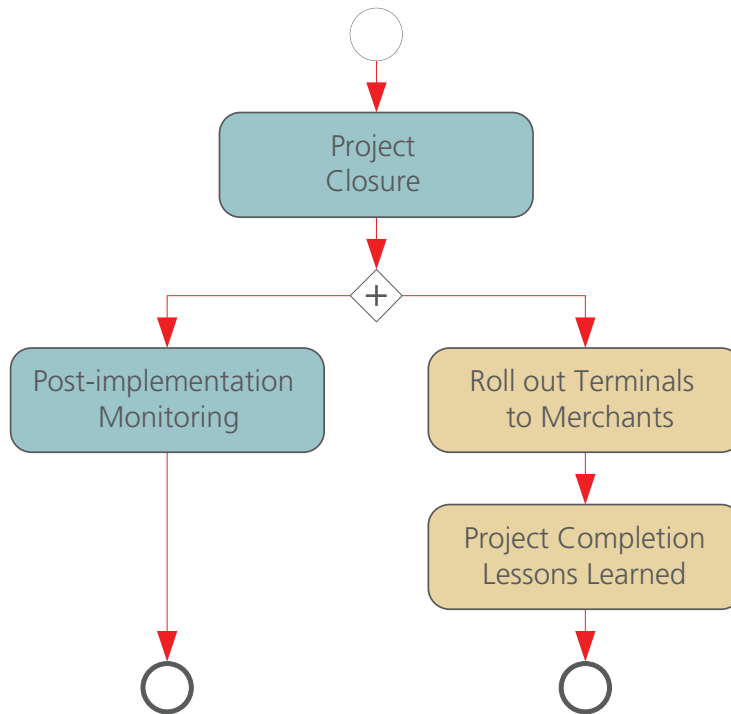 Project
Closure
+
Post-implementation
Monitoring
Roll out Terminals
to Merchants
Project Completion
Lessons Learned